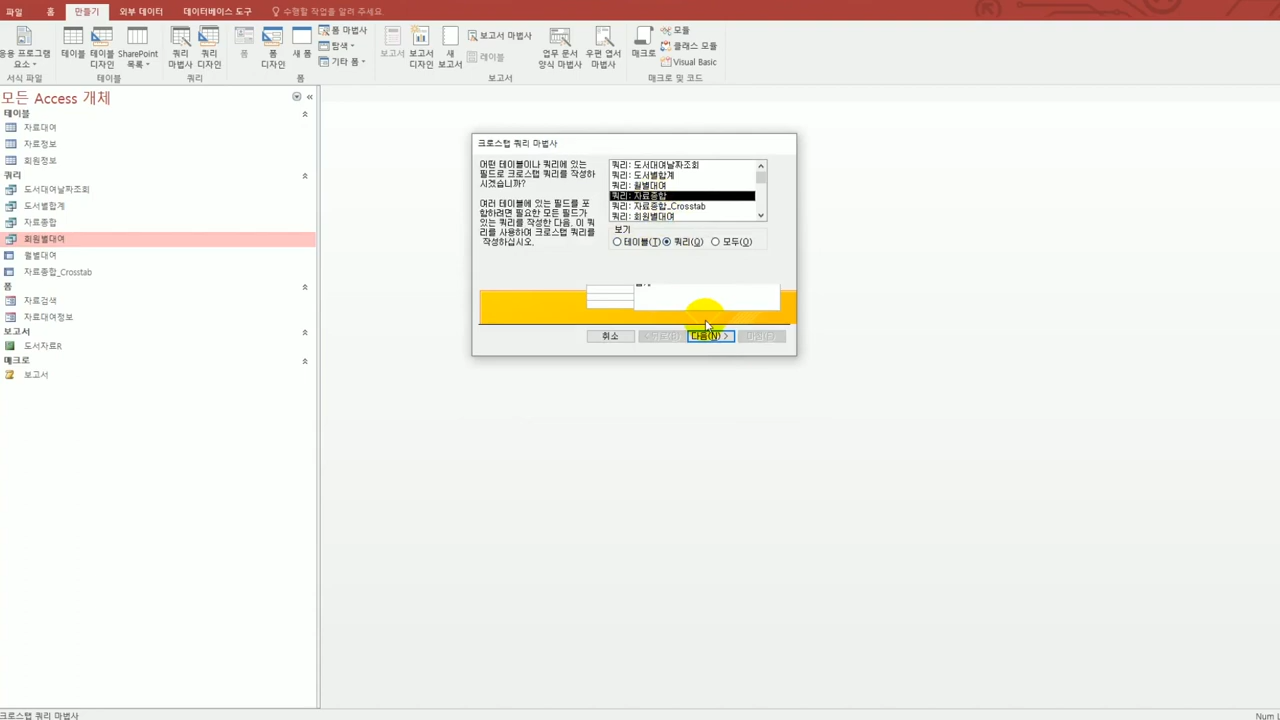 파일 홈 만들기 외부 데이터 데이터베이스 도구 수행할 작업을 알려 주세요.
응용 프로그램 요소
테이블
테이블 디자인
SharePoint 목록
쿼리 마법사
쿼리 디자인
폼
폼 디자인
새 폼
폼 마법사
탐색
기타 폼
보고서
보고서 디자인
새 보고서
보고서 마법사
레이블
업무 문서 양식 마법사
우편 엽서 마법사
매크로
모듈
클래스 모듈
Visual Basic
서식 파일 테이블 쿼리 폼 보고서 매크로 및 코드
모든 Access 개체
테이블
자료대여
자료정보
회원정보
쿼리
도서대여날짜조회
도서별합계
자료종합
회원별대여
월별대여
자료종합_Crosstab
폼
자료검색
자료대여정보
보고서
도서자료R
매크로
보고서
크로스탭 쿼리 마법사
어떤 테이블이나 쿼리에 있는
필드로 크로스탭 쿼리를 작성하
시겠습니까?
여러 테이블에 있는 필드를 포
함하려면 필요한 모든 필드가
있는 쿼리를 작성한 다음, 이 쿼
리를 사용하여 크로스탭 쿼리를
작성하십시오.
쿼리: 도서대여날짜조회
쿼리: 도서별합계
쿼리: 월별대여
쿼리: 자료종합
쿼리: 자료종합_Crosstab
쿼리: 회원별대여
보기
테이블(T) 쿼리(Q) 모두(O)
취소 다음(N) >
크로스탭 쿼리 마법사
Num L